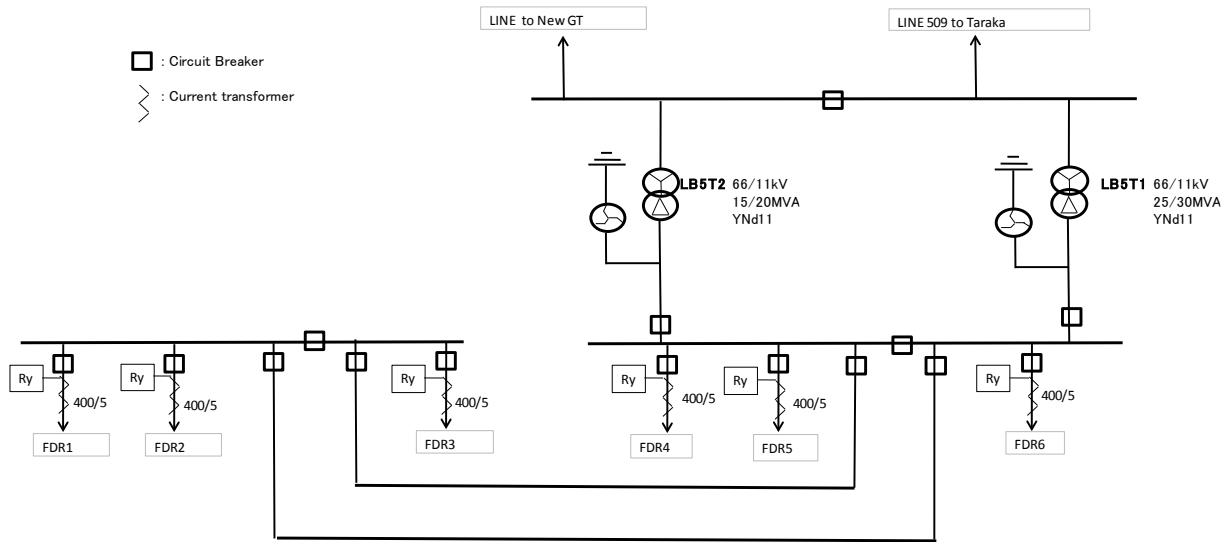 LINE to New GT
LINE 509 to Taraka
: Circuit Breaker
: Current transformer
LB5T2 66/11kV
15/20MVA
YNd11
LB5T1 66/11kV
25/30MVA
YNd11
Ry
400/5
FDR1
Ry
400/5
FDR2
Ry
400/5
FDR3
Ry
400/5
FDR4
Ry
400/5
FDR5
Ry
400/5
FDR6